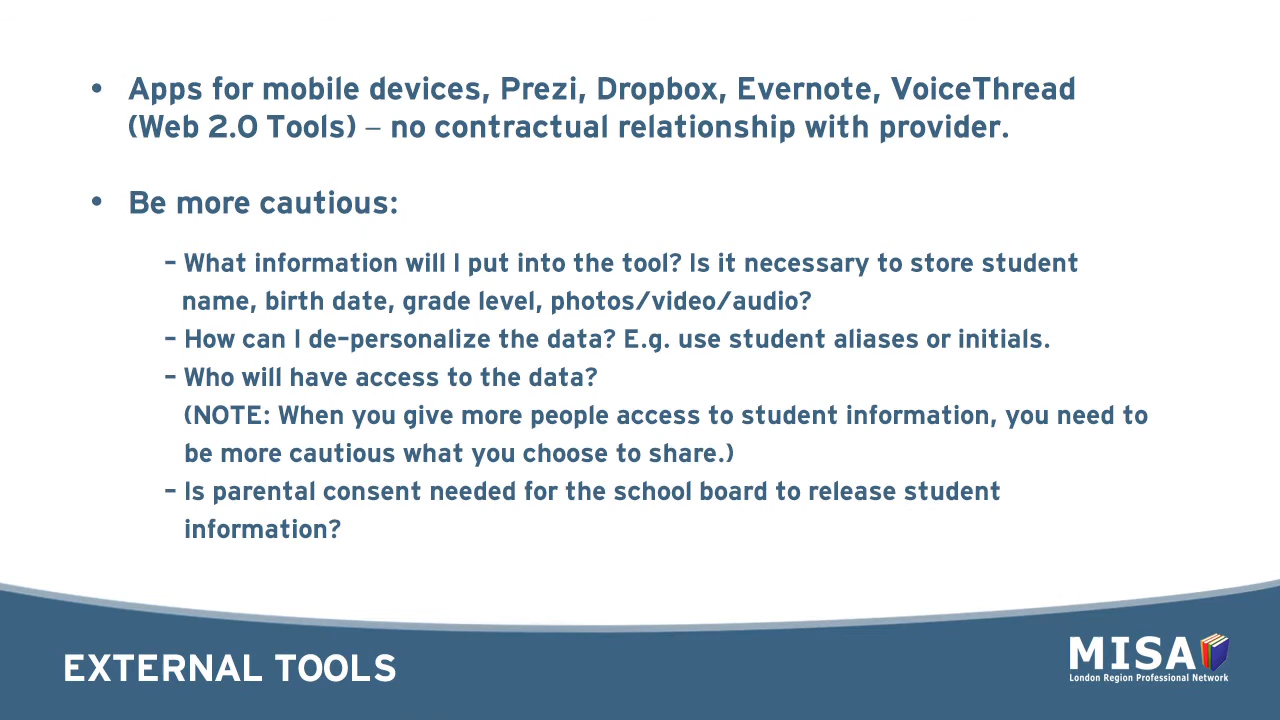 • Apps for mobile devices, Prezi, Dropbox, Evernote, VoiceThread
(Web 2.0 Tools) – no contractual relationship with provider.
• Be more cautious:
– What information will I put into the tool? Is it necessary to store student
name, birth date, grade level, photos/video/audio?
– How can I de-personalize the data? E.g. use student aliases or initials.
– Who will have access to the data?
(NOTE: When you give more people access to student information, you need to
be more cautious what you choose to share.)
– Is parental consent needed for the school board to release student
information?
EXTERNAL TOOLS
MISA
London Region Professional Network